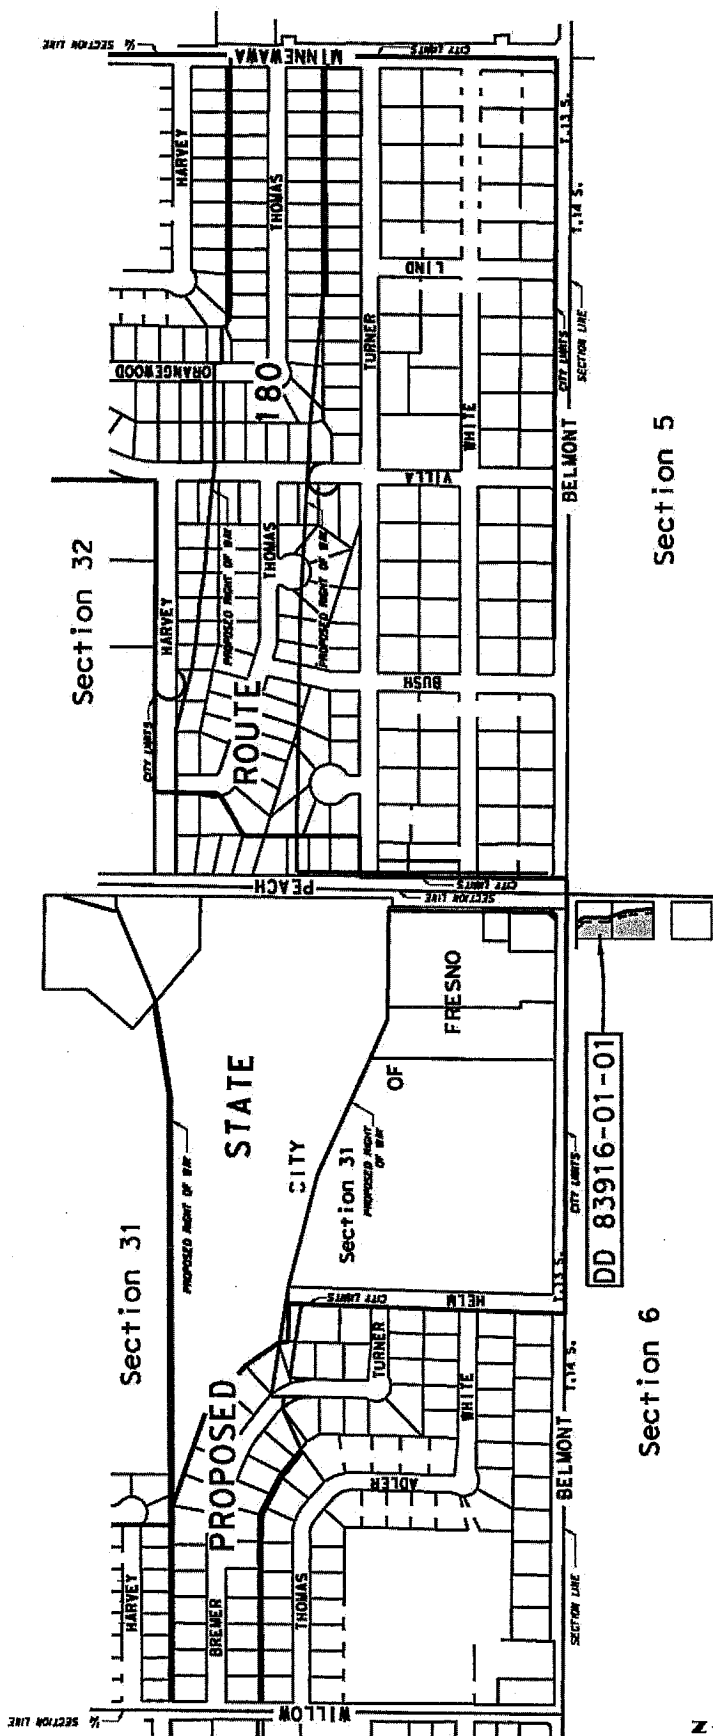 ¼ SECTION LINE
MINNEWAWA
CITY LIMITS
HARVEY
THOMAS
T.13 S.
T.14 S.
LIND
ORANGEWOOD
180
TURNER
CITY LIMITS
SECTION LINE
WHITE
BELMONT
VILLA
Section 5
Section 32
HARVEY
THOMAS
PROPOSED RIGHT OF WAY
PROPOSED RIGHT OF WAY
BUSH
ROUTE
CITY LIMITS
PEACH
CITY LIMITS
SECTION LINE
FRESNO
OF
STATE
CITY
DD 83916-01-01
Section 31
PROPOSED RIGHT OF WAY
Section 31
PROPOSED RIGHT
OF WAY
CITY LIMITS
HELM
CITY LIMITS
T.13 S.
T.14 S.
Section 6
TURNER
WHITE
PROPOSED
ADLER
BELMONT
SECTION LINE
HARVEY
BREMER
THOMAS
WILLOW
¼ SECTION LINE
N